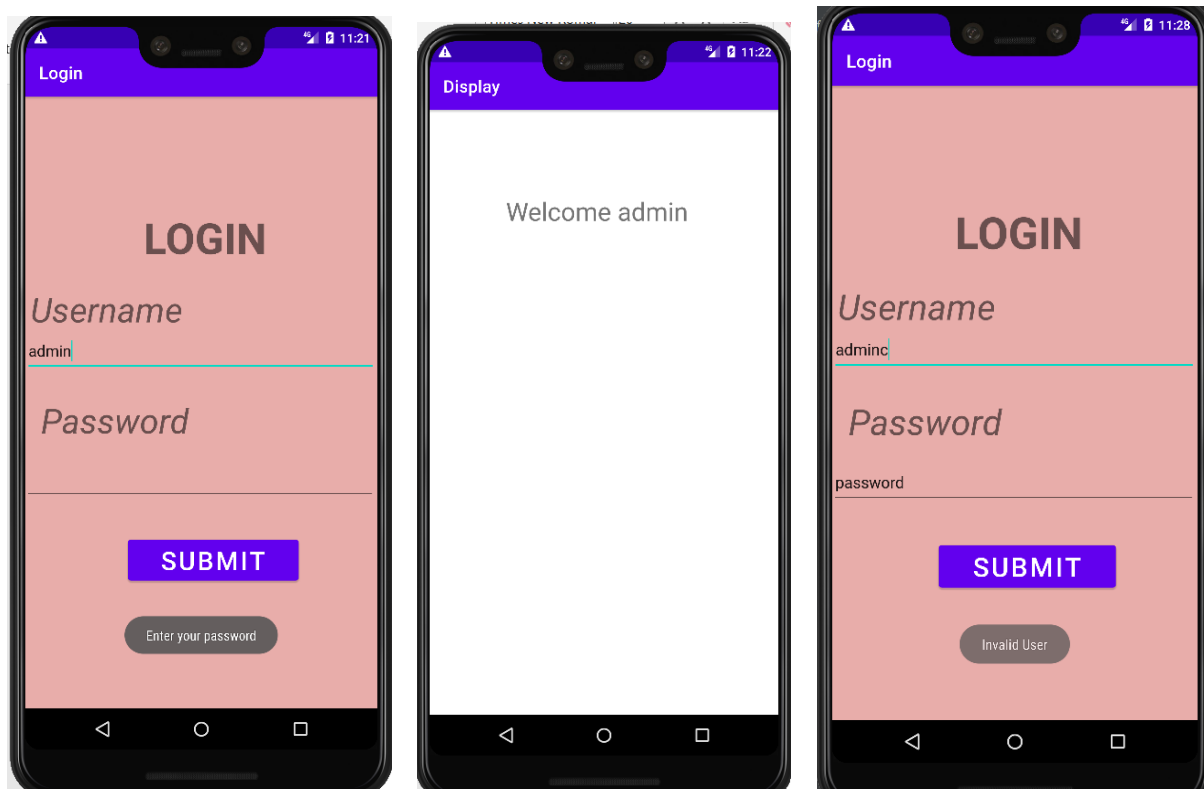 11:21
Login
LOGIN
Username
admin
Password
SUBMIT
Enter your password
11:22
Display
Welcome admin
11:28
Login
LOGIN
Username
adminc
Password
password
SUBMIT
Invalid User